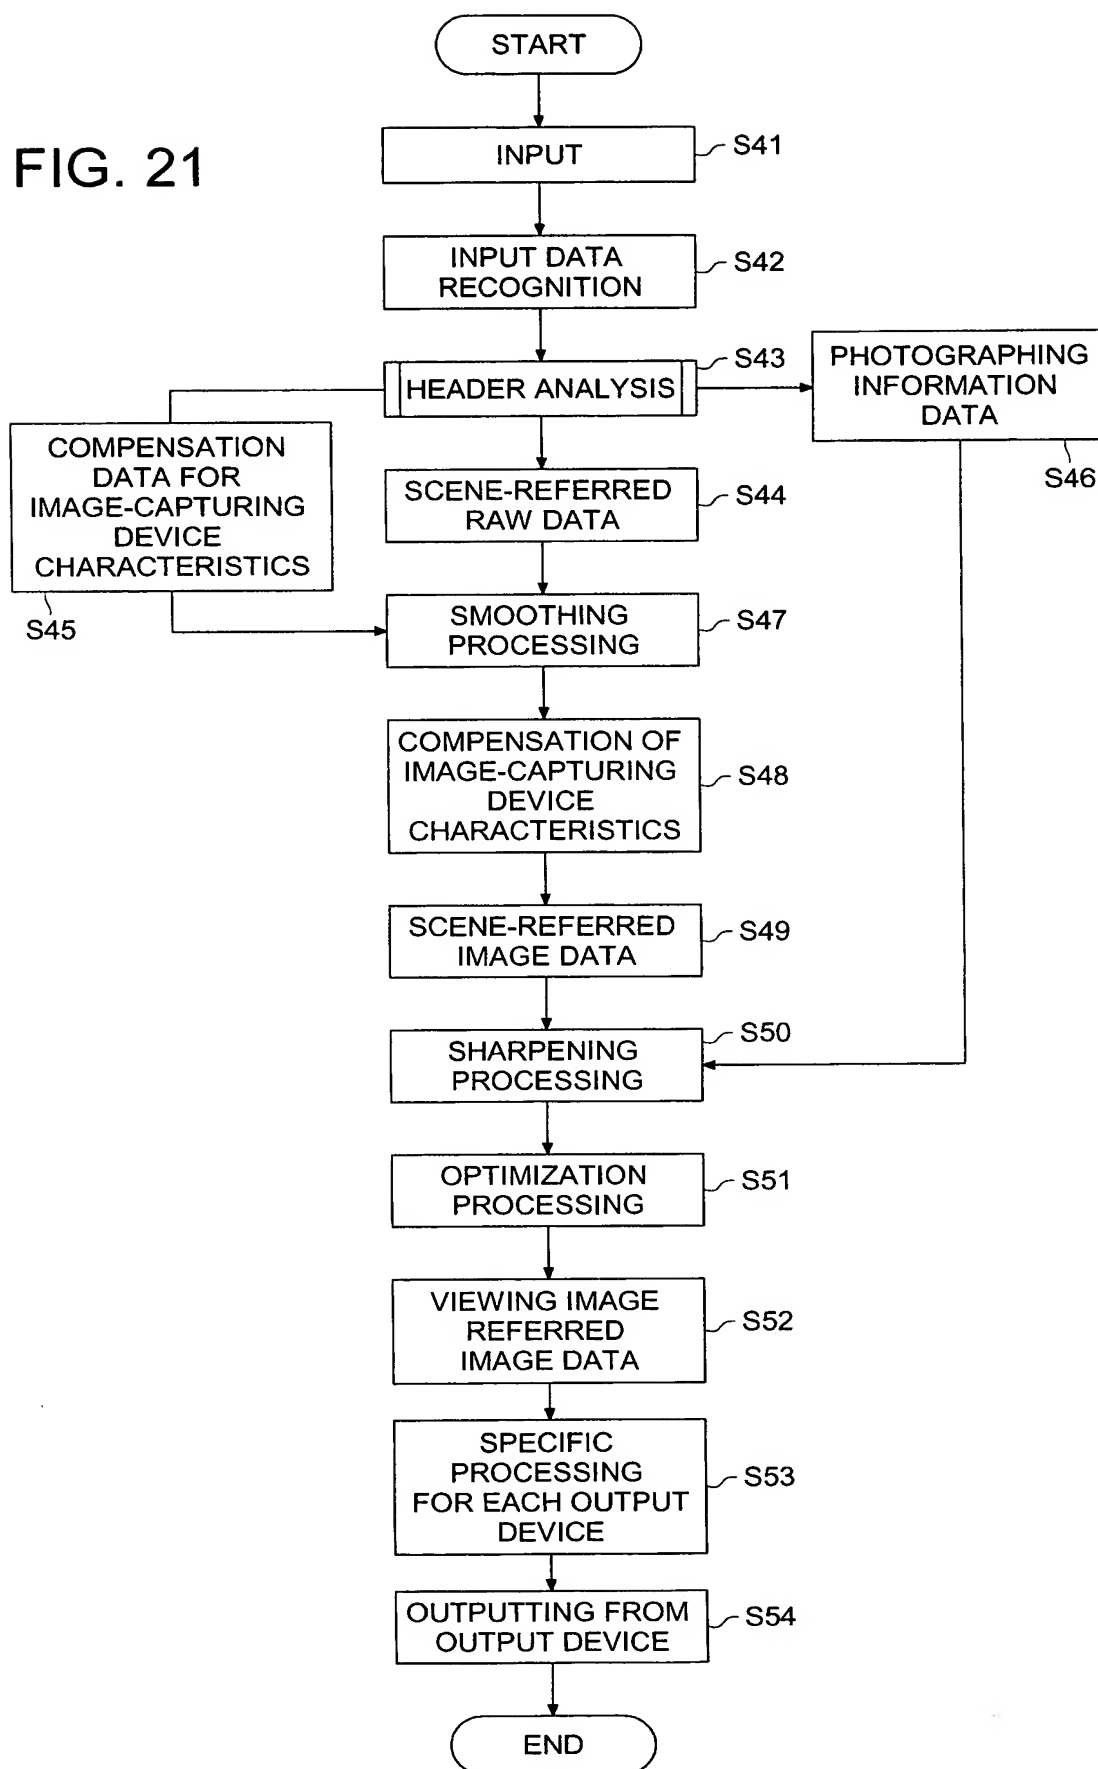 START
FIG. 21
INPUT
S41
INPUT DATA
RECOGNITION
S42
HEADER ANALYSIS
S43
PHOTOGRAPHING
INFORMATION
DATA
S46
COMPENSATION
DATA FOR
IMAGE-CAPTURING
DEVICE
CHARACTERISTICS
S45
SCENE-REFERRED
RAW DATA
S44
SMOOTHING
PROCESSING
S47
COMPENSATION OF
IMAGE-CAPTURING
DEVICE
CHARACTERISTICS
S48
SCENE-REFERRED
IMAGE DATA
S49
SHARPENING
PROCESSING
S50
OPTIMIZATION
PROCESSING
S51
VIEWING IMAGE
REFERRED
IMAGE DATA
S52
SPECIFIC
PROCESSING
FOR EACH OUTPUT
DEVICE
S53
OUTPUTTING FROM
OUTPUT DEVICE
S54
END